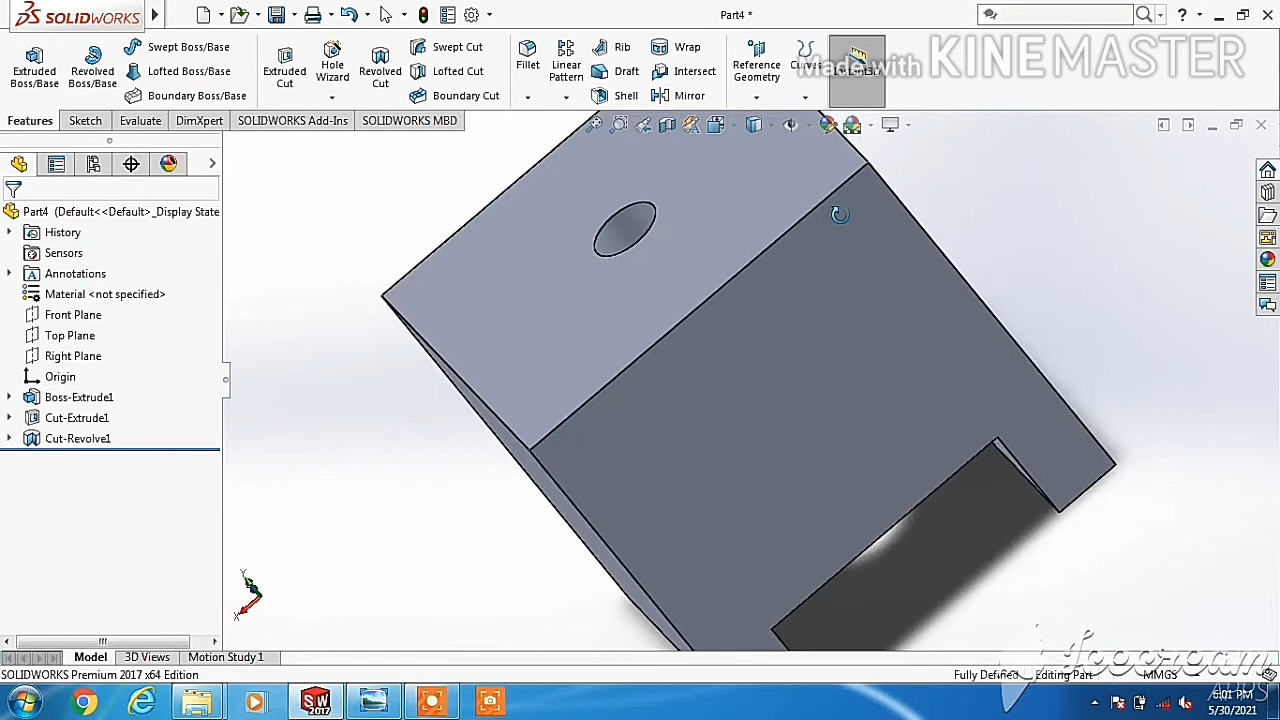 SOLIDWORKS
Part4 *
Extruded Boss/Base
Revolved Boss/Base
Swept Boss/Base
Lofted Boss/Base
Boundary Boss/Base
Extruded Cut
Hole Wizard
Revolved Cut
Swept Cut
Lofted Cut
Boundary Cut
Fillet
Linear Pattern
Rib
Draft
Shell
Wrap
Intersect
Mirror
Reference Geometry
Curves
Made with KINEMASTER
Features
Sketch
Evaluate
DimXpert
SOLIDWORKS Add-Ins
SOLIDWORKS MBD
Part4 (Default<<Default>_Display State
History
Sensors
Annotations
Material <not specified>
Front Plane
Top Plane
Right Plane
Origin
Boss-Extrude1
Cut-Extrude1
Cut-Revolve1
Y
X
Model
3D Views
Motion Study 1
SOLIDWORKS Premium 2017 x64 Edition
Fully Defined
Editing Part
MMGS
SW
2017
6:01 PM
5/30/2021